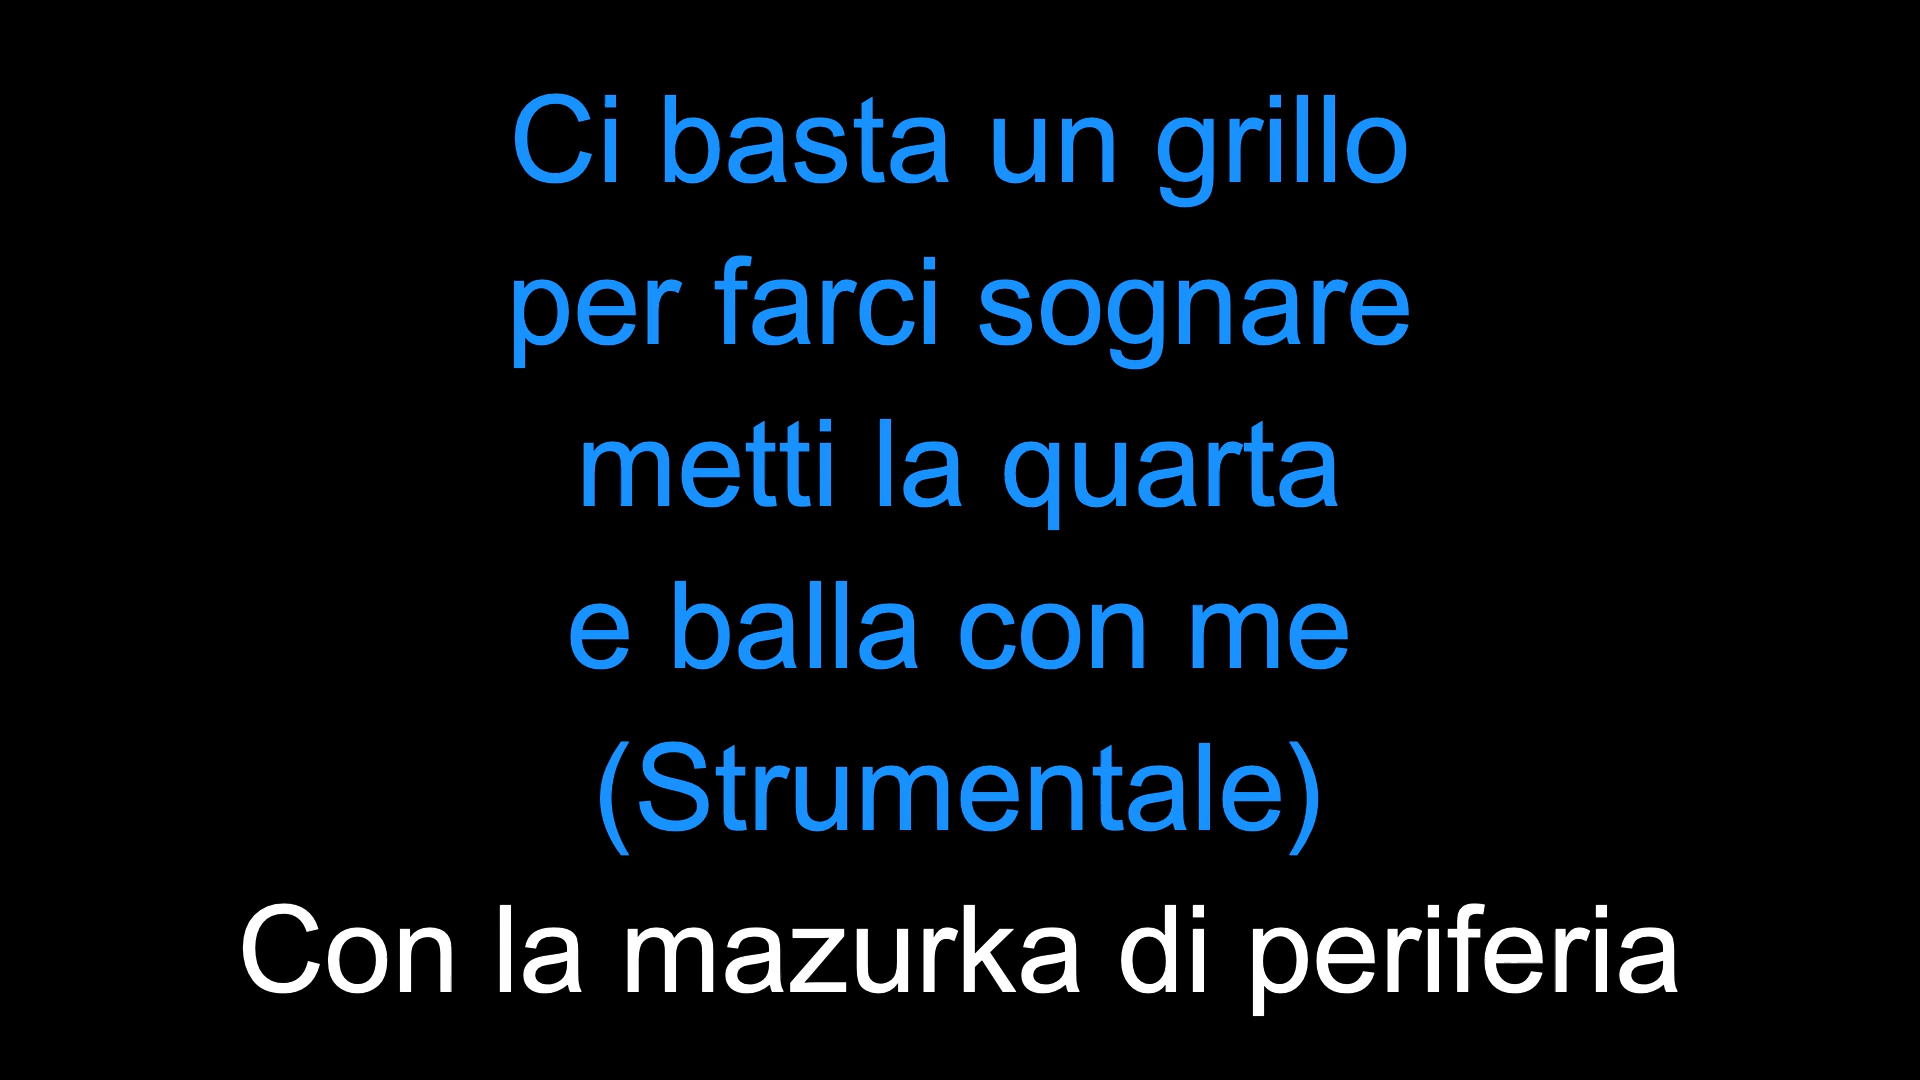 Ci basta un grillo
per farci sognare
metti la quarta
e balla con me
(Strumentale)
Con la mazurka di periferia